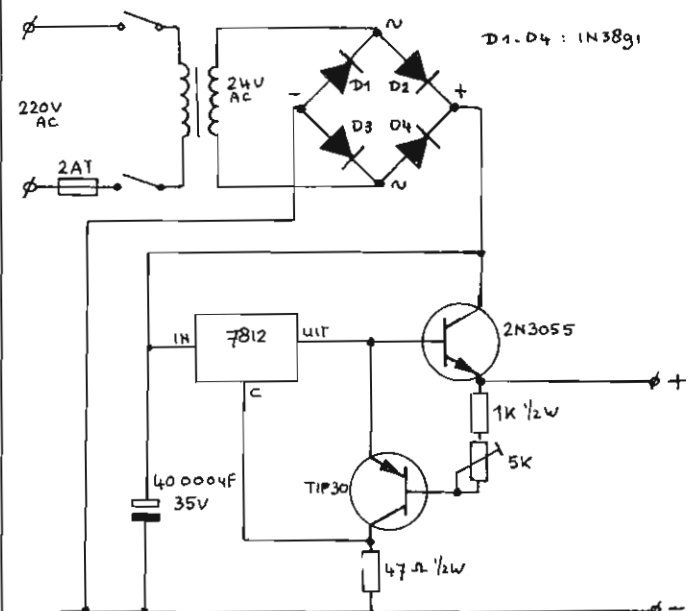 ~
D1-D4 : 1N3891
24V
AC
D1
D2
-
+
220V
AC
D3
D4
2AT
~
IN
7812
UIT
2N3055
C
+
1K 1/2W
5K
TIP30
40 000µF
35V
47 Ω 1/2W
-